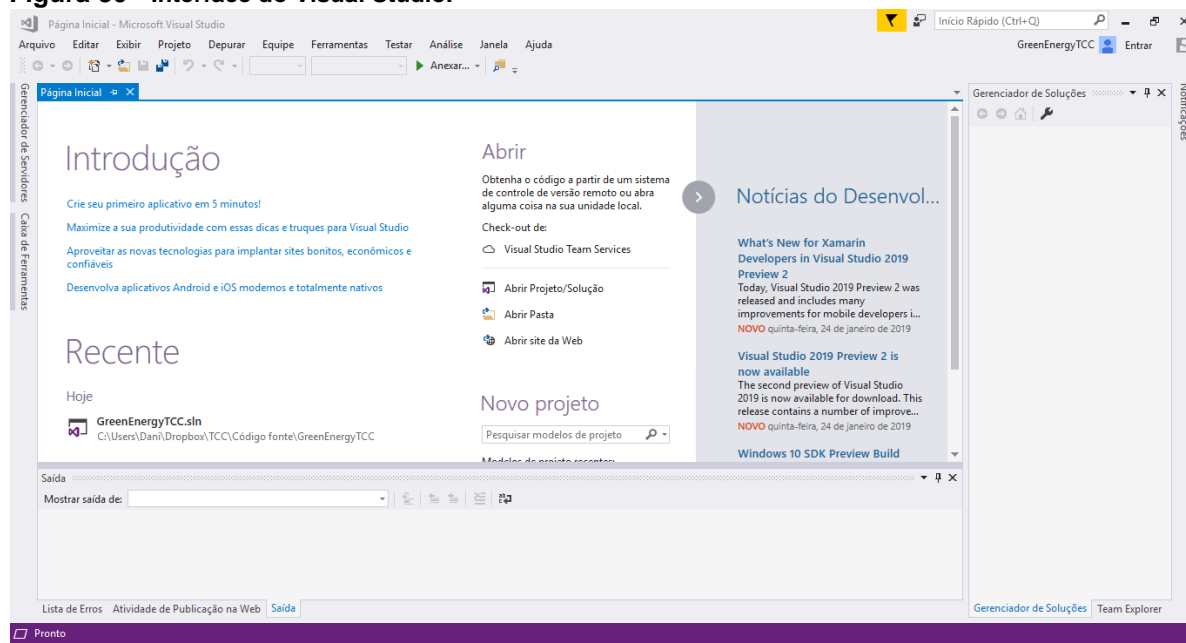 Página Inicial - Microsoft Visual Studio
Início Rápido (Ctrl+Q)
Arquivo Editar Exibir Projeto Depurar Equipe Ferramentas Testar Análise Janela Ajuda
GreenEnergyTCC Entrar
Anexar...
Gerenciador de Servidores
Caixa de Ferramentas
Página Inicial
Introdução
Crie seu primeiro aplicativo em 5 minutos!
Maximize a sua produtividade com essas dicas e truques para Visual Studio
Aproveitar as novas tecnologias para implantar sites bonitos, econômicos e
confiáveis
Desenvolva aplicativos Android e iOS modernos e totalmente nativos
Recente
Hoje
GreenEnergyTCC.sln
C:\Users\Dani\Dropbox\TCC\Código fonte\GreenEnergyTCC
Abrir
Obtenha o código a partir de um sistema
de controle de versão remoto ou abra
alguma coisa na sua unidade local.
Check-out de:
Visual Studio Team Services
Abrir Projeto/Solução
Abrir Pasta
Abrir site da Web
Novo projeto
Pesquisar modelos de projeto
Notícias do Desenvol...
What's New for Xamarin
Developers in Visual Studio 2019
Preview 2
Today, Visual Studio 2019 Preview 2 was
released and includes many
improvements for mobile developers i...
NOVO quinta-feira, 24 de janeiro de 2019
Visual Studio 2019 Preview 2 is
now available
The second preview of Visual Studio
2019 is now available for download. This
release contains a number of improve...
NOVO quinta-feira, 24 de janeiro de 2019
Windows 10 SDK Preview Build
Gerenciador de Soluções
Notificações
Saída
Mostrar saída de:
Lista de Erros Atividade de Publicação na Web Saída
Gerenciador de Soluções Team Explorer
Pronto